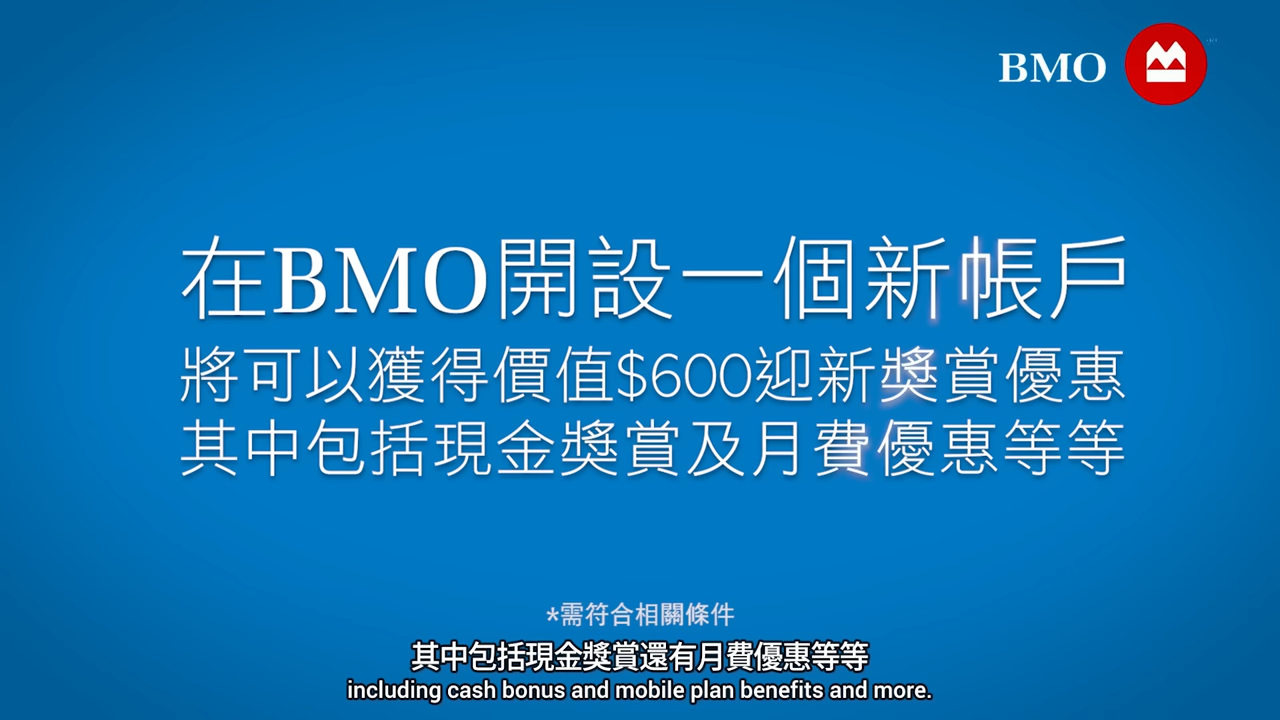 BMO
在BMO開設一個新帳戶
將可以獲得價值$600迎新獎賞優惠
其中包括現金獎賞及月費優惠等等
*需符合相關條件
其中包括現金獎賞還有月費優惠等等
including cash bonus and mobile plan benefits and more.